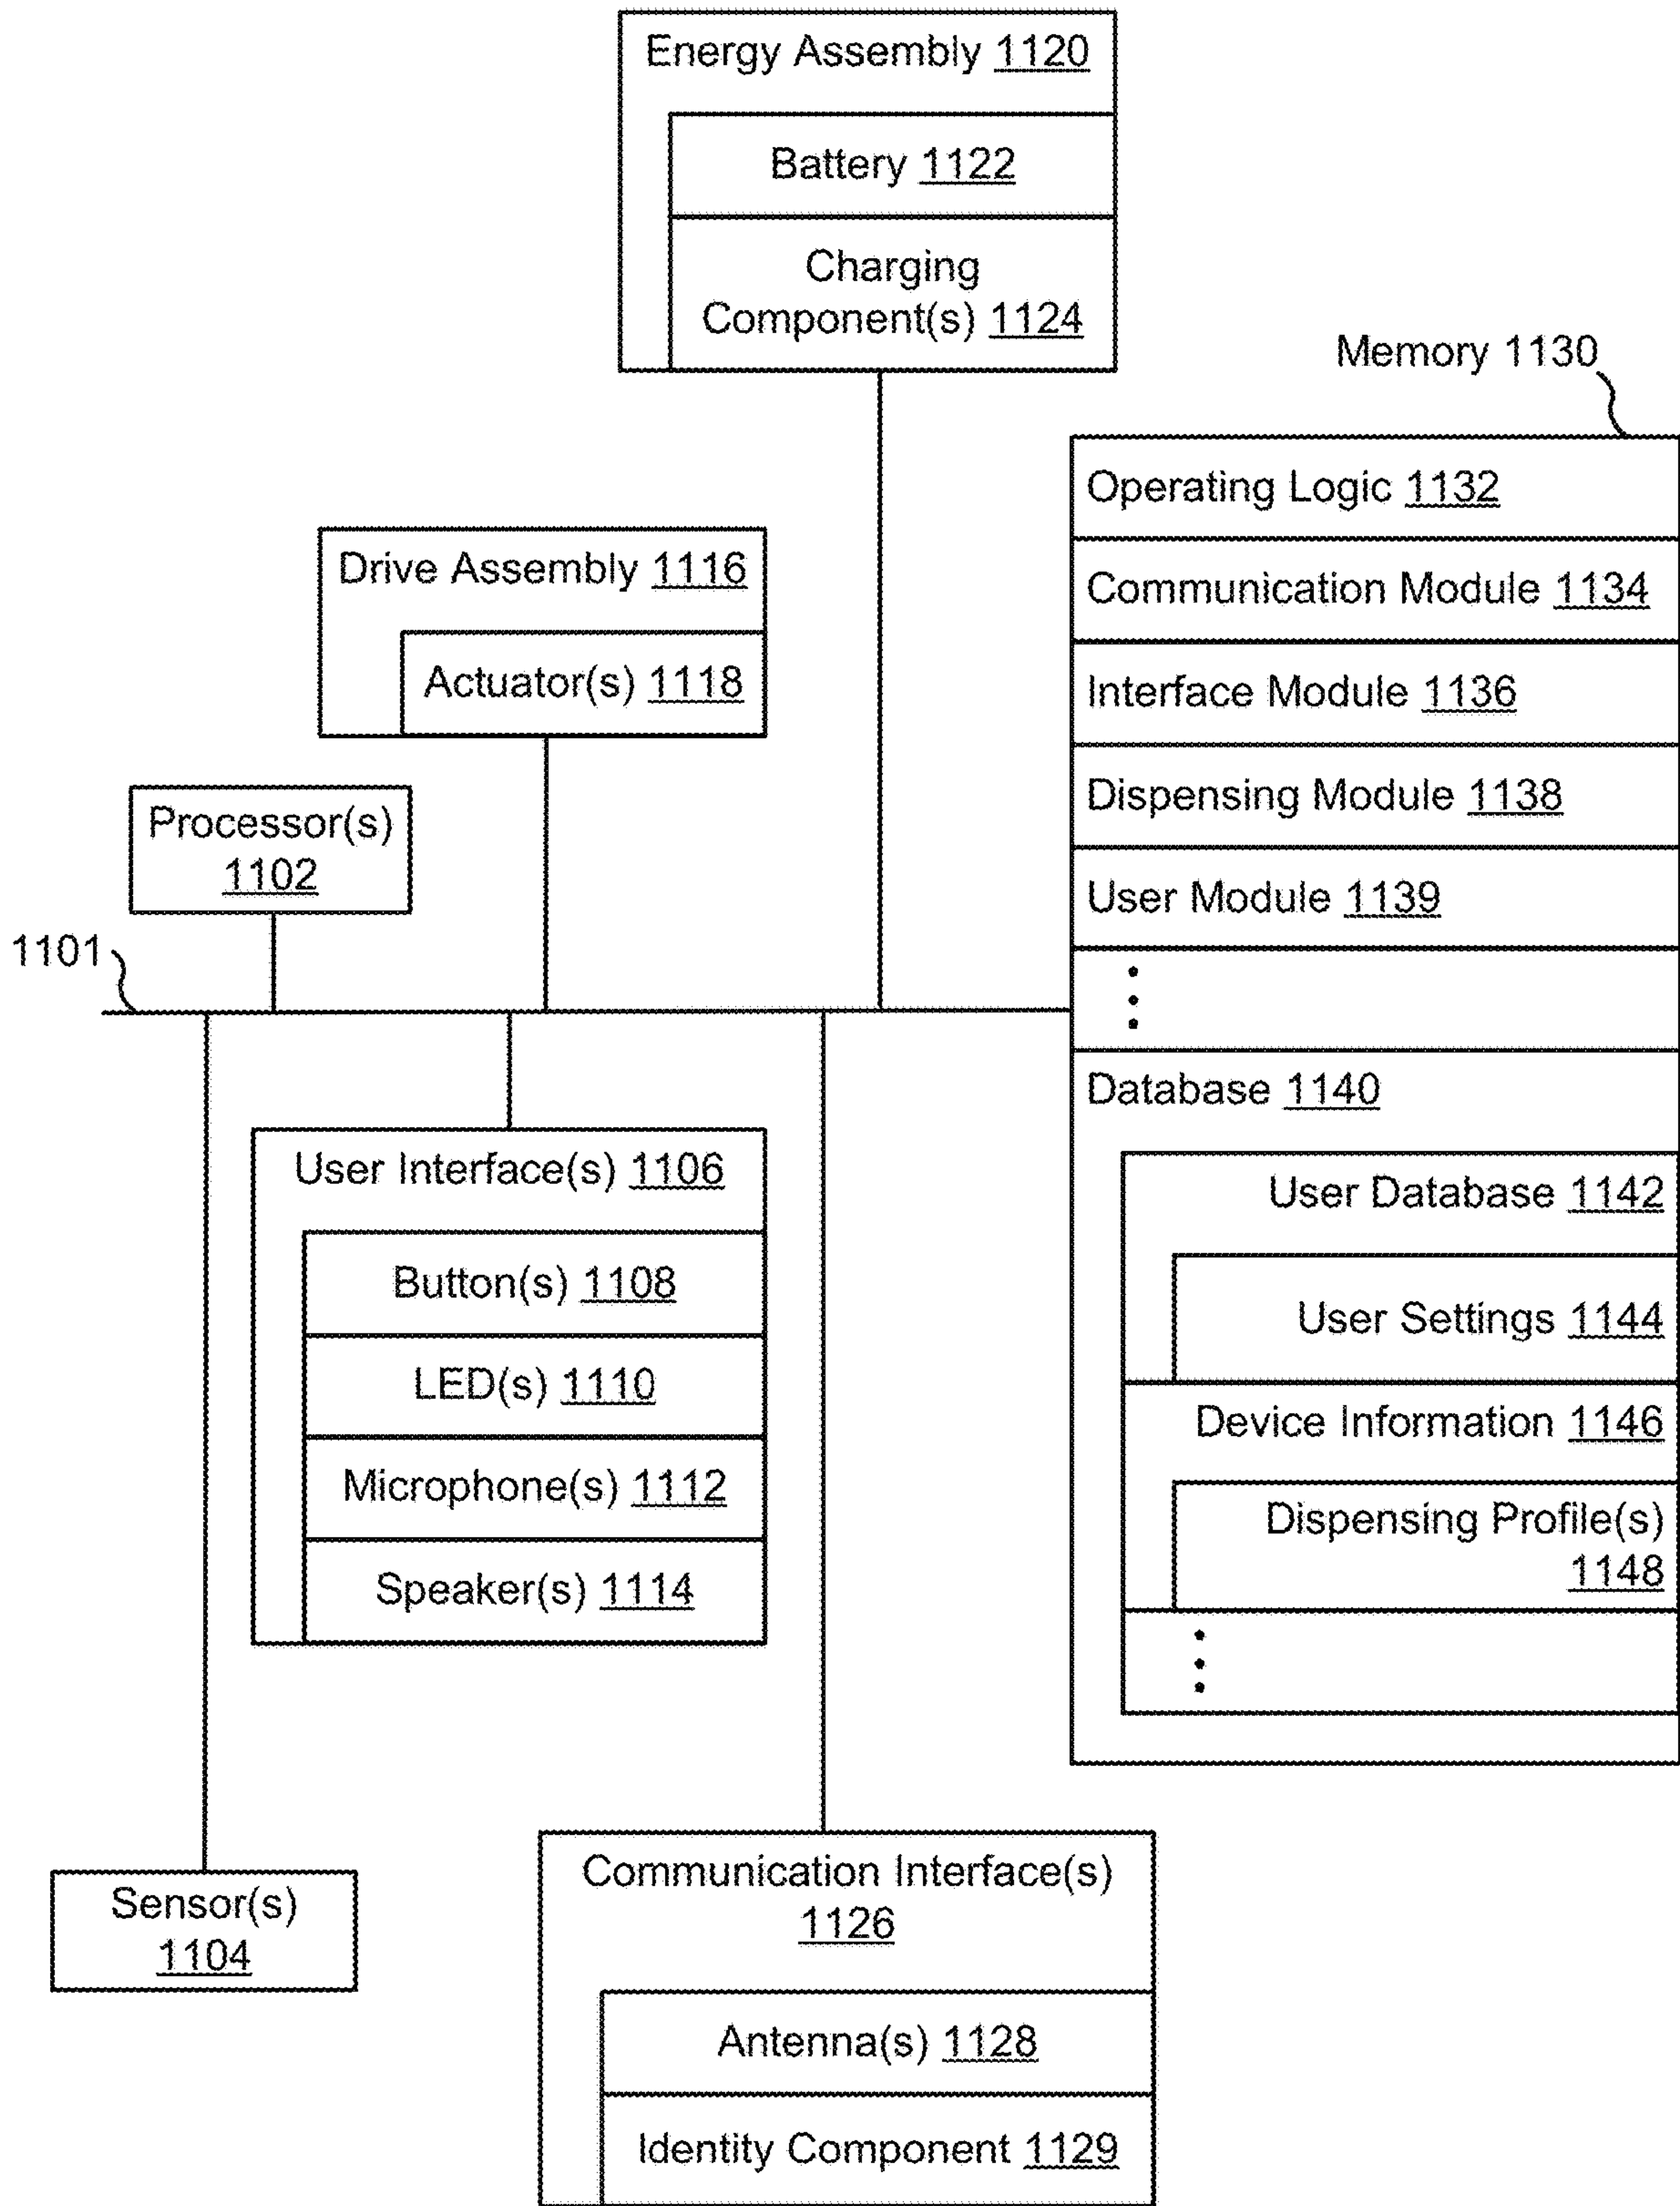 Energy Assembly 1120
Battery 1122
Charging
Component(s) 1124
Memory 1130
Operating Logic 1132
Communication Module 1134
Interface Module 1136
Dispensing Module 1138
User Module 1139
Drive Assembly 1116
Actuator(s) 1118
Processor(s)
1102
1101
Database 1140
User Database 1142
User Settings 1144
Device Information 1146
Dispensing Profile(s)
1148
User Interface(s) 1106
Button(s) 1108
LED(s) 1110
Microphone(s) 1112
Speaker(s) 1114
Sensor(s)
1104
Communication Interface(s)
1126
Antenna(s) 1128
Identity Component 1129